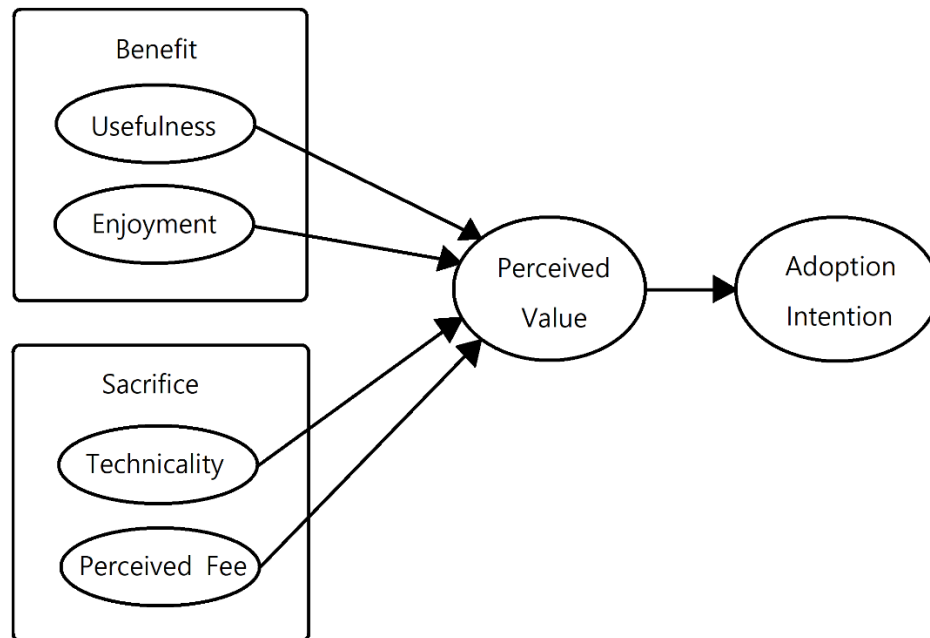 Benefit
Usefulness
Enjoyment
Perceived
Value
Adoption
Intention
Sacrifice
Technicality
Perceived Fee